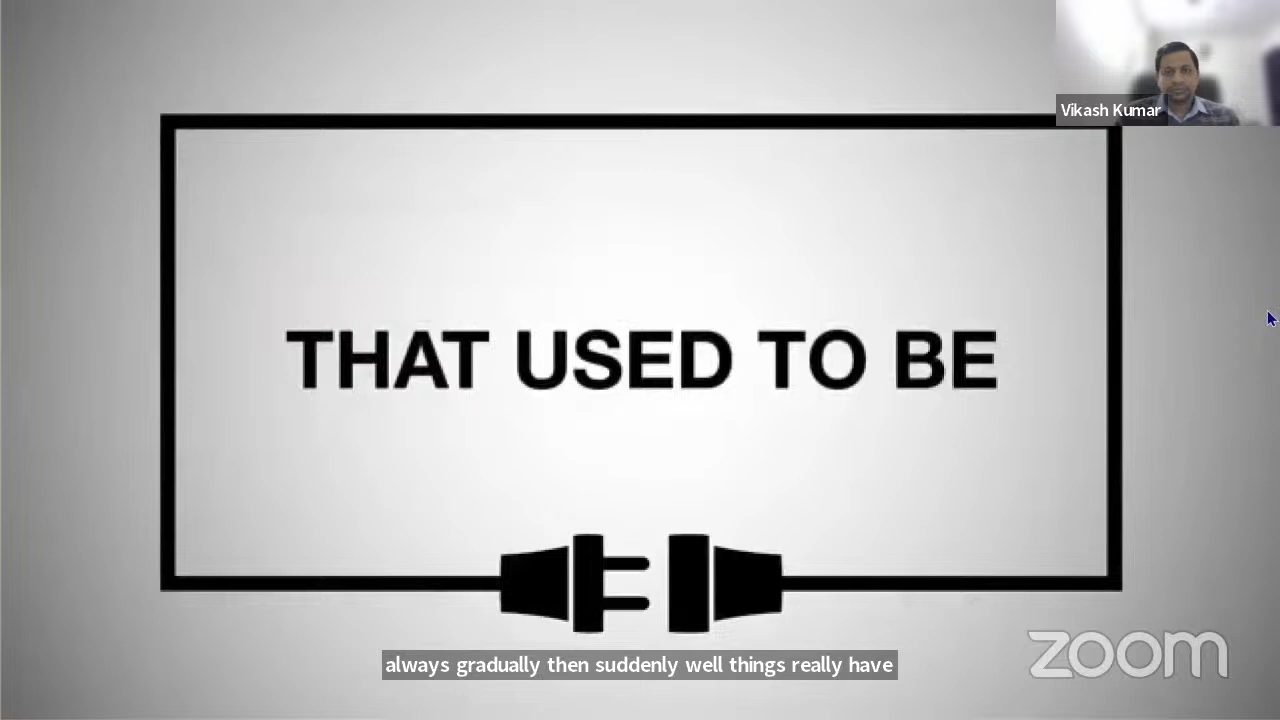 Vikash Kumar
THAT USED TO BE
always gradually then suddenly well things really have
zoom